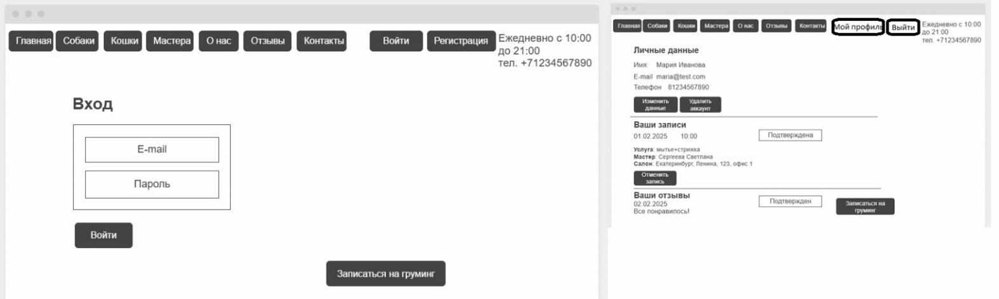 Главная Собаки Кошки Мастера О нас Отзывы Контакты Войти Регистрация Ежедневно с 10:00
до 21:00
тел. +71234567890
Вход
E-mail
Пароль
Войти
Записаться на груминг
Главная Собаки Кошки Мастера О нас Отзывы Контакты Мой профиль Выйти Ежедневно с 10:00
до 21:00
тел. +71234567890
Личные данные
Имя: Мария Иванова
E-mail maria@test.com
Телефон 81234567890
Изменить
данные
Удалить
аккаунт
Ваши записи
01.02.2025 10:00 Подтверждена
Услуга: мытье+стрижка
Мастер: Сергеева Светлана
Салон: Екатеринбург, Ленина, 123, офис 1
Отменить
запись
Ваши отзывы
02.02.2025
Все понравилось!
Подтвержден
Записаться на
груминг